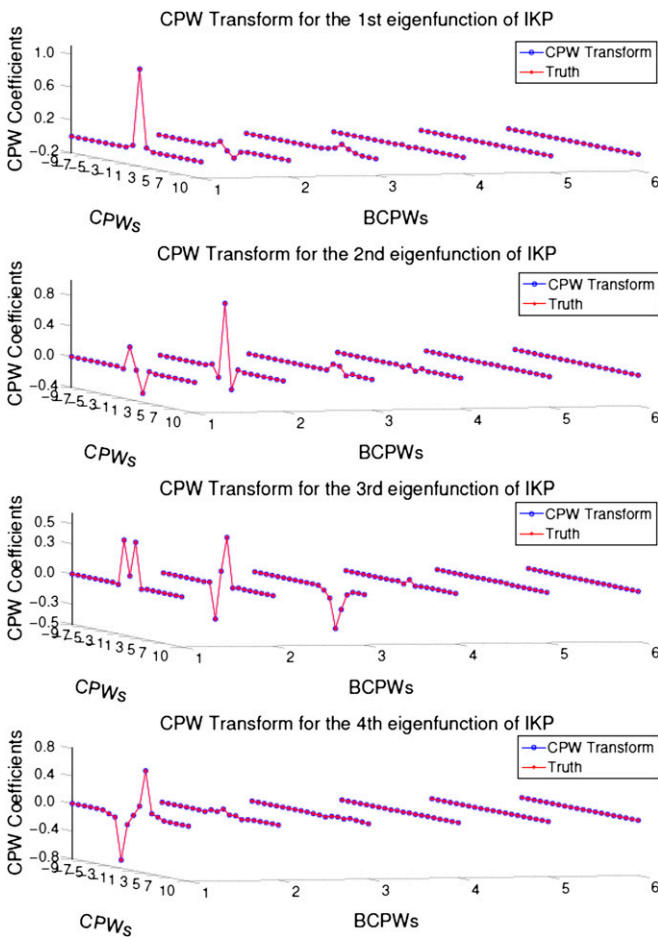 CPW Transform for the 1st eigenfunction of IKP
CPW Coefficients
1.0
0.6
0.2
−0.2
−9−7−5−3−11 3 5 7 10
CPWs
1 2 3 4 5 6
BCPWs
CPW Transform
Truth
CPW Transform for the 2nd eigenfunction of IKP
CPW Coefficients
0.8
0.4
0.0
−0.4
−9−7−5−3−11 3 5 7 10
CPWs
1 2 3 4 5 6
BCPWs
CPW Transform
Truth
CPW Transform for the 3rd eigenfunction of IKP
CPW Coefficients
0.5
0.3
0.0
−0.3
−0.5
−9−7−5−3−11 3 5 7 10
CPWs
1 2 3 4 5 6
BCPWs
CPW Transform
Truth
CPW Transform for the 4th eigenfunction of IKP
CPW Coefficients
0.8
0.4
0.0
−0.4
−0.8
−9−7−5−3−11 3 5 7 10
CPWs
1 2 3 4 5 6
BCPWs
CPW Transform
Truth